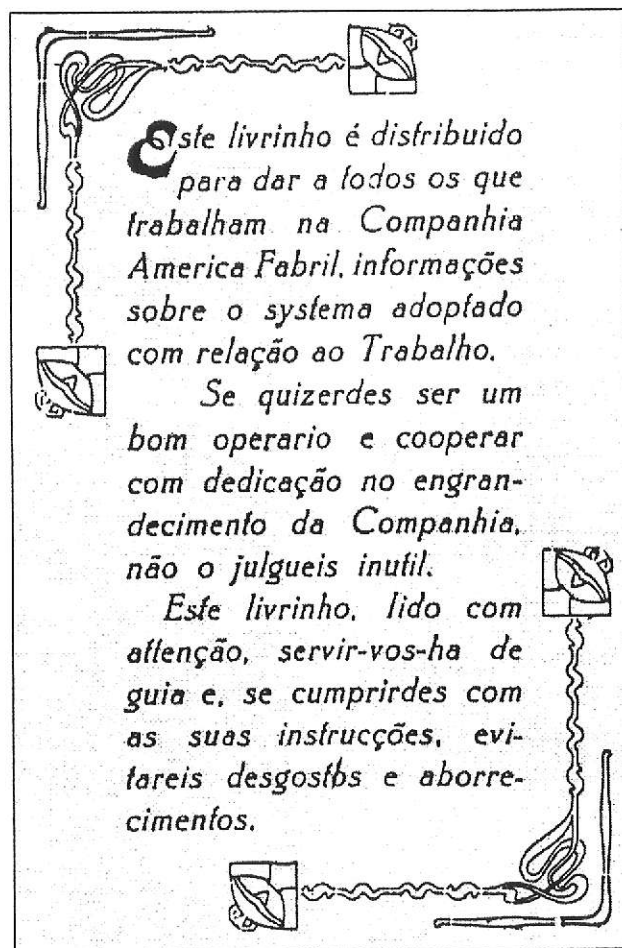 Este livrinho é distribuido
para dar a todos os que
trabalham na Companhia
America Fabril, informações
sobre o systema adoptado
com relação ao Trabalho.
Se quizerdes ser um
bom operario e cooperar
com dedicação no engran-
decimento da Companhia,
não o julgueis inutil.
Este livrinho, lido com
attenção, servir-vos-ha de
guia e, se cumprirdes com
as suas instrucções, evi-
tareis desgostos e aborre-
cimentos.